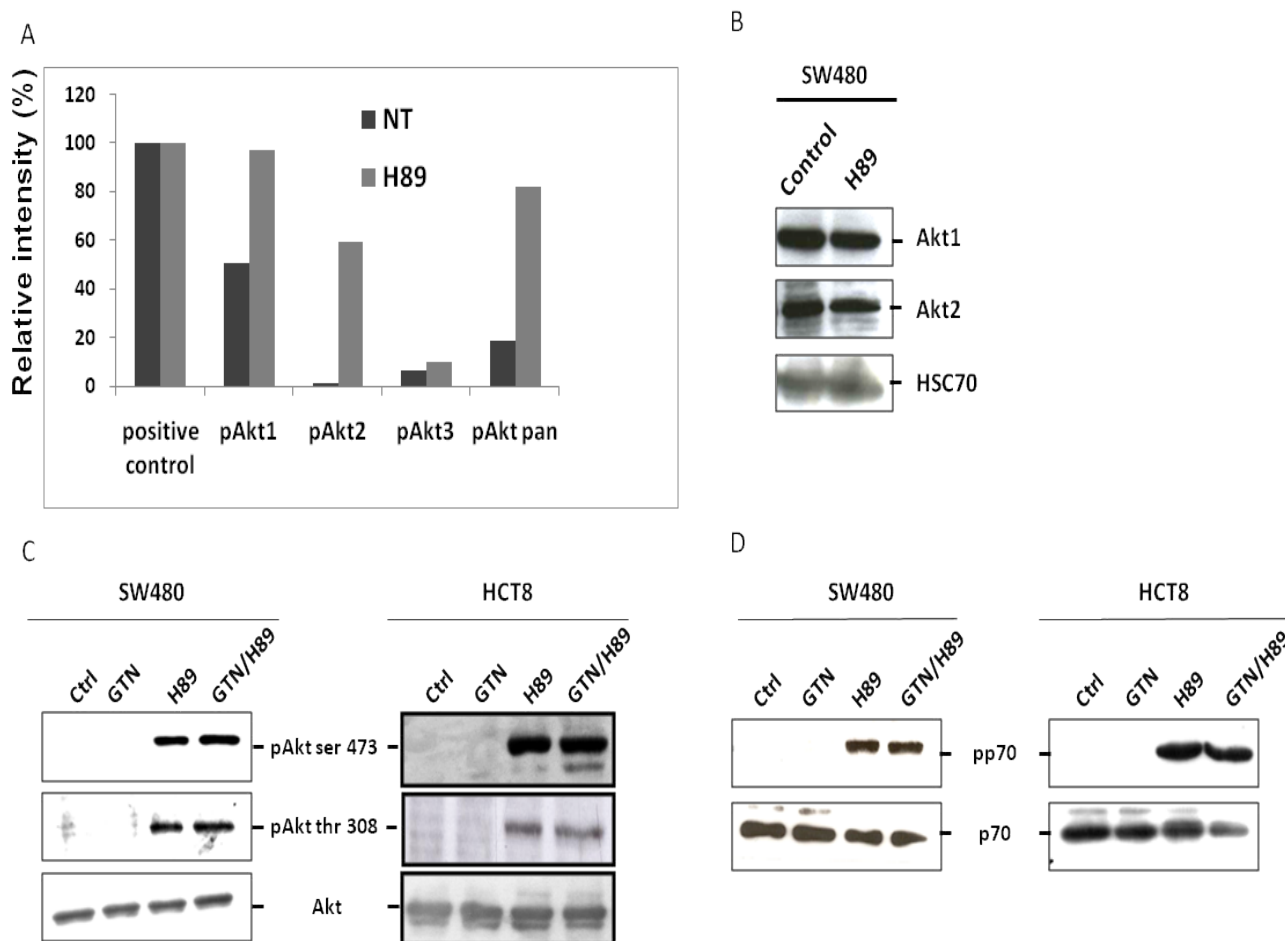 A
Relative intensity (%)
120
100
80
60
40
20
0
NT
H89
positive control
pAkt1
pAkt2
pAkt3
pAkt pan
B
SW480
Control
H89
Akt1
Akt2
HSC70
C
SW480
HCT8
Ctrl
GTN
H89
GTN/H89
Ctrl
GTN
H89
GTN/H89
pAkt ser 473
pAkt thr 308
Akt
D
SW480
HCT8
Ctrl
GTN
H89
GTN/H89
Ctrl
GTN
H89
GTN/H89
pp70
p70